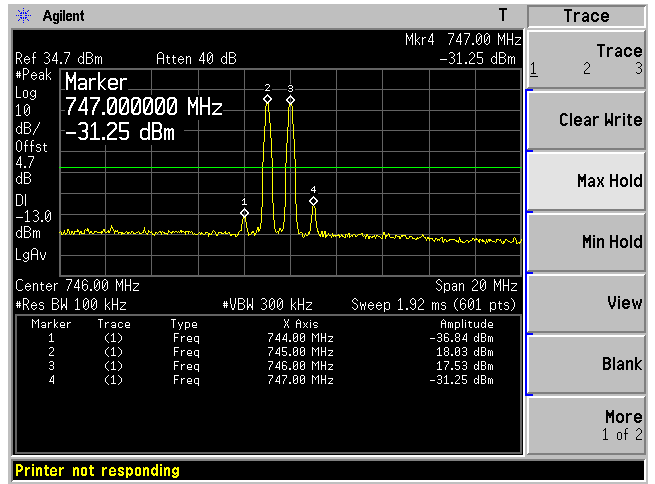 Agilent T Trace
Mkr4 747.00 MHz
Ref 34.7 dBm Atten 40 dB -31.25 dBm
#Peak
Log
10
dB/
Offst
4.7
dB
DI
-13.0
dBm
LgAv
Marker
747.000000 MHz
-31.25 dBm
1
2
3
4
Center 746.00 MHz Span 20 MHz
#Res BW 100 kHz #VBW 300 kHz Sweep 1.92 ms (601 pts)
Marker Trace Type X Axis Amplitude
1 (1) Freq 744.00 MHz -36.84 dBm
2 (1) Freq 745.00 MHz 18.03 dBm
3 (1) Freq 746.00 MHz 17.53 dBm
4 (1) Freq 747.00 MHz -31.25 dBm
Trace
1 2 3
Clear Write
Max Hold
Min Hold
View
Blank
More
1 of 2
Printer not responding